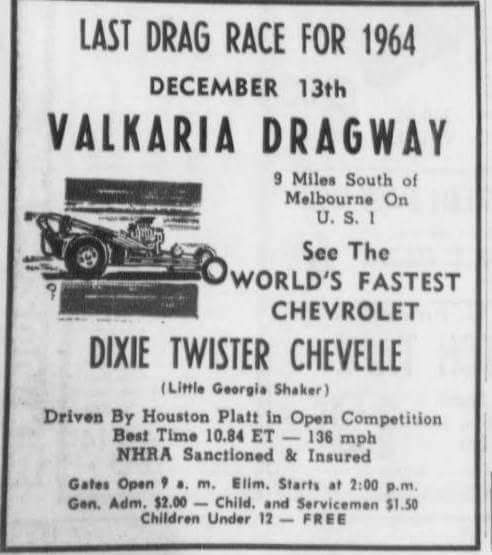 LAST DRAG RACE FOR 1964
DECEMBER 13th
VALKARIA DRAGWAY
9 Miles South of
Melbourne On
U. S. 1
See The
WORLD'S FASTEST
CHEVROLET
DIXIE TWISTER CHEVELLE
(Little Georgia Shaker)
Driven By Houston Platt in Open Competition
Best Time 10.84 ET — 136 mph
NHRA Sanctioned & Insured
Gates Open 9 a. m. Elim. Starts at 2:00 p.m.
Gen. Adm. $2.00 — Child. and Servicemen $1.50
Children Under 12 — FREE